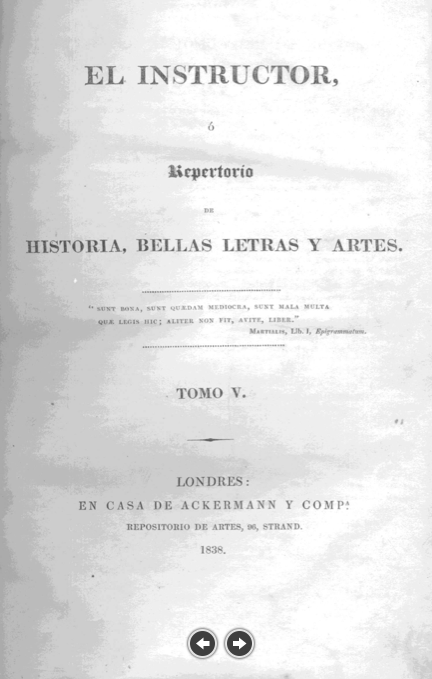 EL INSTRUCTOR,
ó
Repertorio
DE
HISTORIA, BELLAS LETRAS Y ARTES.
" SUNT BONA, SUNT QUÆDAM MEDIOCRA, SUNT MALA MULTA
QUÆ LEGIS HIC; ALITER NON FIT, AVITE, LIBER."
MARTIALIS, Lib. I, Epigrammatum.
TOMO V.
LONDRES:
EN CASA DE ACKERMANN Y COMPª
REPOSITORIO DE ARTES, 96, STRAND.
1838.